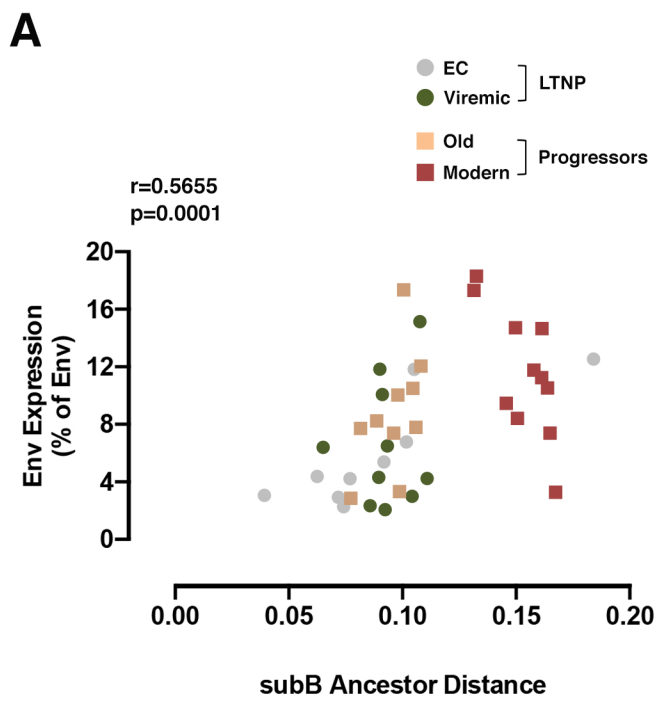 A
EC
Viremic
LTNP
Old
Modern
Progressors
r=0.5655
p=0.0001
20
16
12
8
4
0
Env Expression
(% of Env)
0.00 0.05 0.10 0.15 0.20
subB Ancestor Distance